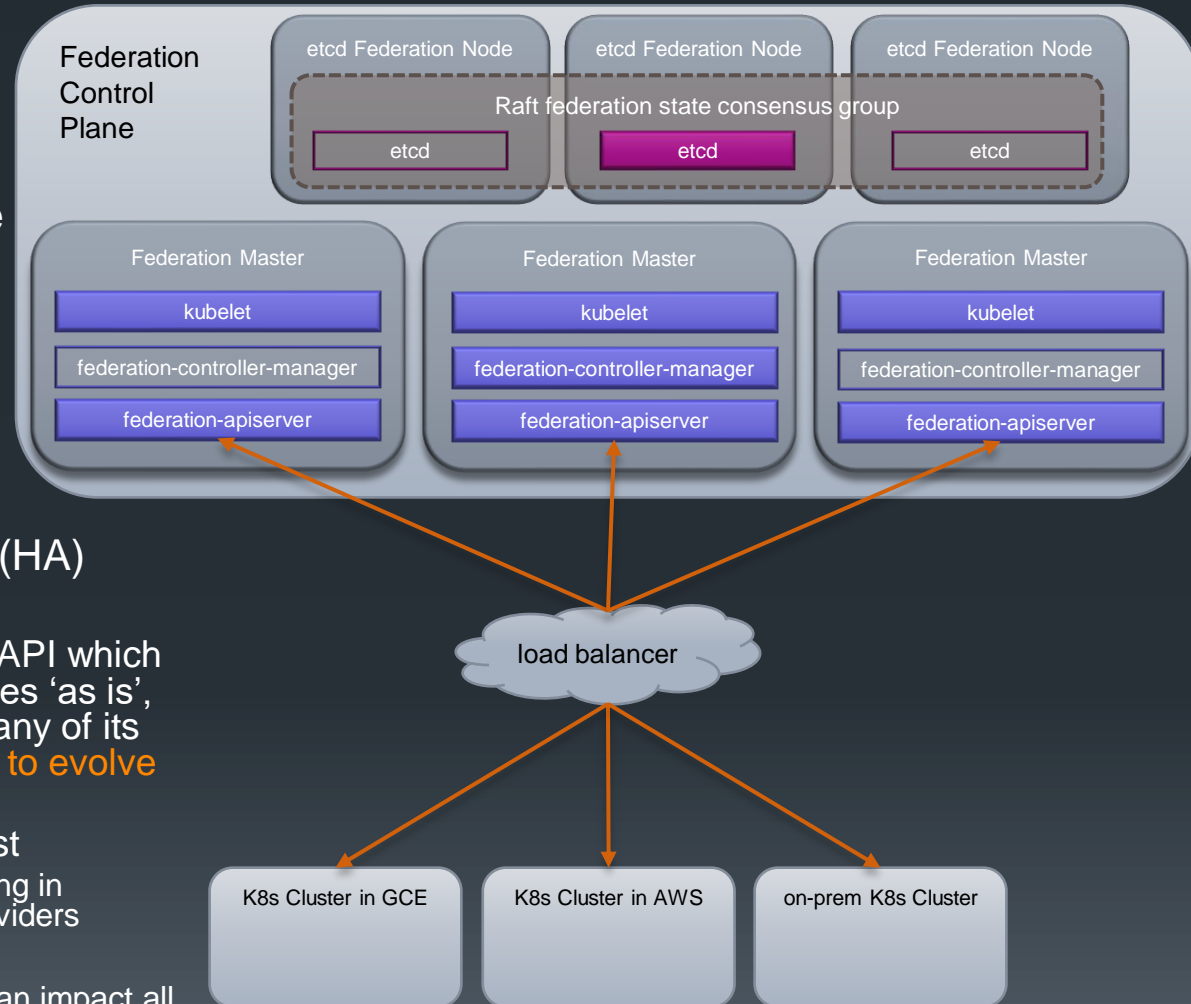 Federation
Control
Plane
etcd Federation Node
etcd Federation Node
etcd Federation Node
Raft federation state consensus group
etcd
etcd
etcd
Federation Master
kubelet
federation-controller-manager
federation-apiserver
Federation Master
kubelet
federation-controller-manager
federation-apiserver
Federation Master
kubelet
federation-controller-manager
federation-apiserver
(HA)
API which
es ‘as is’,
any of its
to evolve
st
ng in
viders
an impact all
load balancer
K8s Cluster in GCE
K8s Cluster in AWS
on-prem K8s Cluster